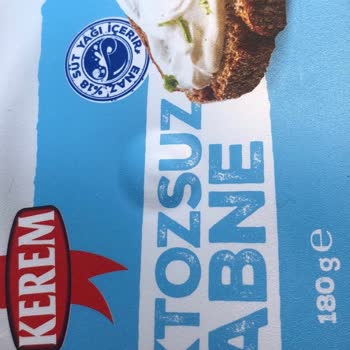 KEREM
KTOZSUZ
ABNE
180g e
ENAZ %18 SÜT YAĞI İÇERİR.